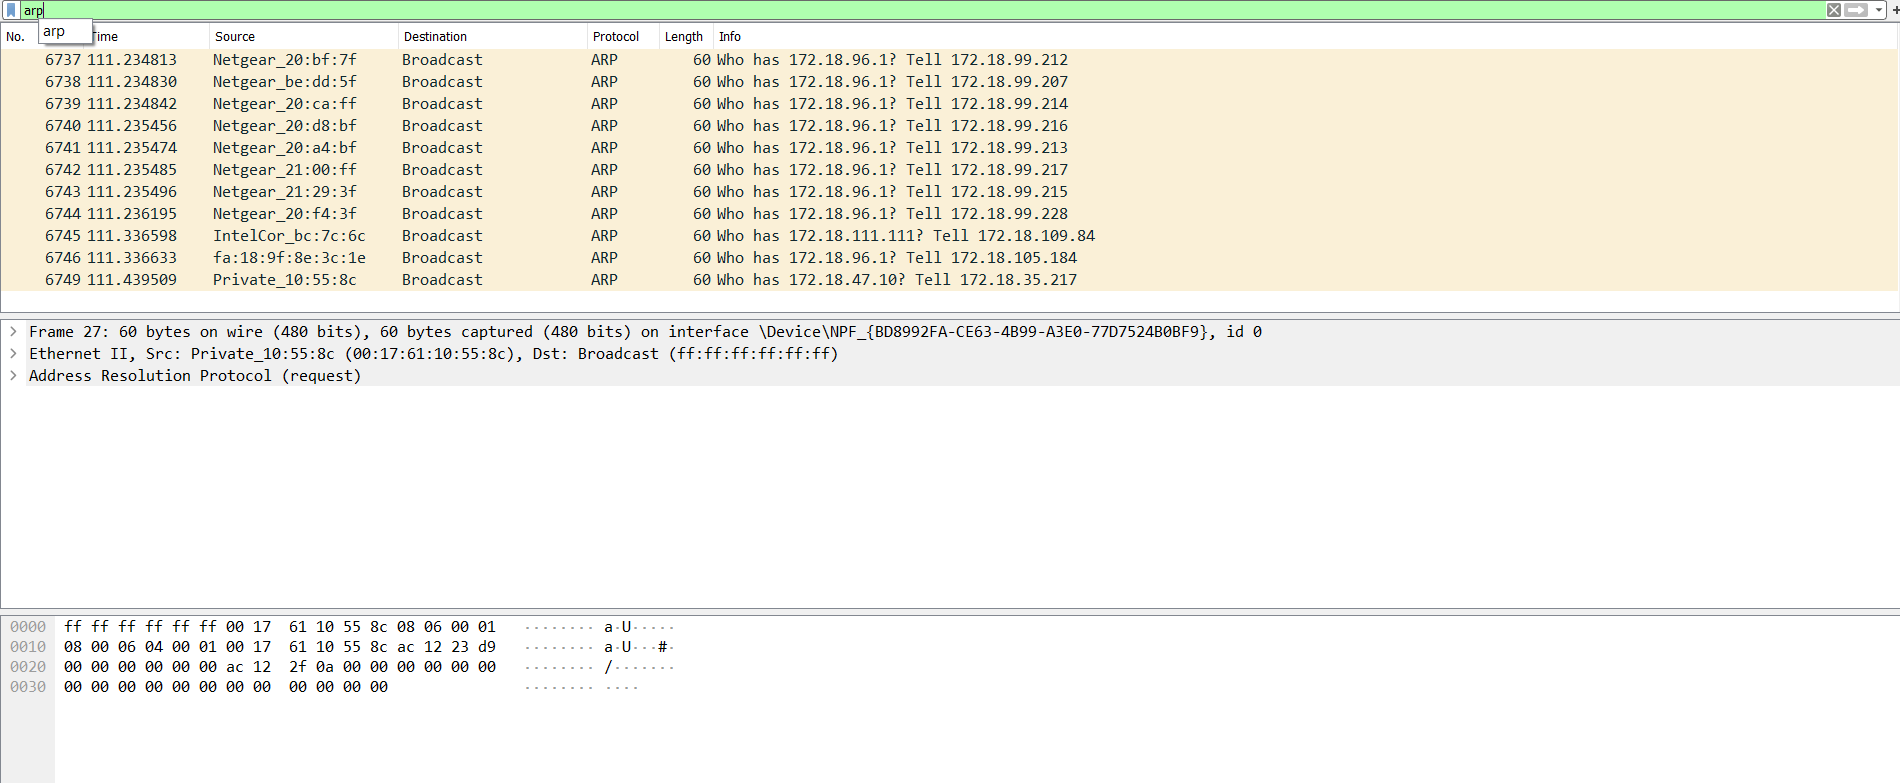 arp
arp
No. Time Source Destination Protocol Length Info
6737 111.234813 Netgear_20:bf:7f Broadcast ARP 60 Who has 172.18.96.1? Tell 172.18.99.212
6738 111.234830 Netgear_be:dd:5f Broadcast ARP 60 Who has 172.18.96.1? Tell 172.18.99.207
6739 111.234842 Netgear_20:ca:ff Broadcast ARP 60 Who has 172.18.96.1? Tell 172.18.99.214
6740 111.235456 Netgear_20:d8:bf Broadcast ARP 60 Who has 172.18.96.1? Tell 172.18.99.216
6741 111.235474 Netgear_20:a4:bf Broadcast ARP 60 Who has 172.18.96.1? Tell 172.18.99.213
6742 111.235485 Netgear_21:00:ff Broadcast ARP 60 Who has 172.18.96.1? Tell 172.18.99.217
6743 111.235496 Netgear_21:29:3f Broadcast ARP 60 Who has 172.18.96.1? Tell 172.18.99.215
6744 111.236195 Netgear_20:f4:3f Broadcast ARP 60 Who has 172.18.96.1? Tell 172.18.99.228
6745 111.336598 IntelCor_bc:7c:6c Broadcast ARP 60 Who has 172.18.111.111? Tell 172.18.109.84
6746 111.336633 fa:18:9f:8e:3c:1e Broadcast ARP 60 Who has 172.18.96.1? Tell 172.18.105.184
6749 111.439509 Private_10:55:8c Broadcast ARP 60 Who has 172.18.47.10? Tell 172.18.35.217
Frame 27: 60 bytes on wire (480 bits), 60 bytes captured (480 bits) on interface \Device\NPF_{BD8992FA-CE63-4B99-A3E0-77D7524B0BF9}, id 0
Ethernet II, Src: Private_10:55:8c (00:17:61:10:55:8c), Dst: Broadcast (ff:ff:ff:ff:ff:ff)
Address Resolution Protocol (request)
0000 ff ff ff ff ff ff 00 17 61 10 55 8c 08 06 00 01 ········ a·U·····
0010 08 00 06 04 00 01 00 17 61 10 55 8c ac 12 23 d9 ········ a·U···#·
0020 00 00 00 00 00 00 ac 12 2f 0a 00 00 00 00 00 00 ········ /·······
0030 00 00 00 00 00 00 00 00 00 00 00 00 ········ ····